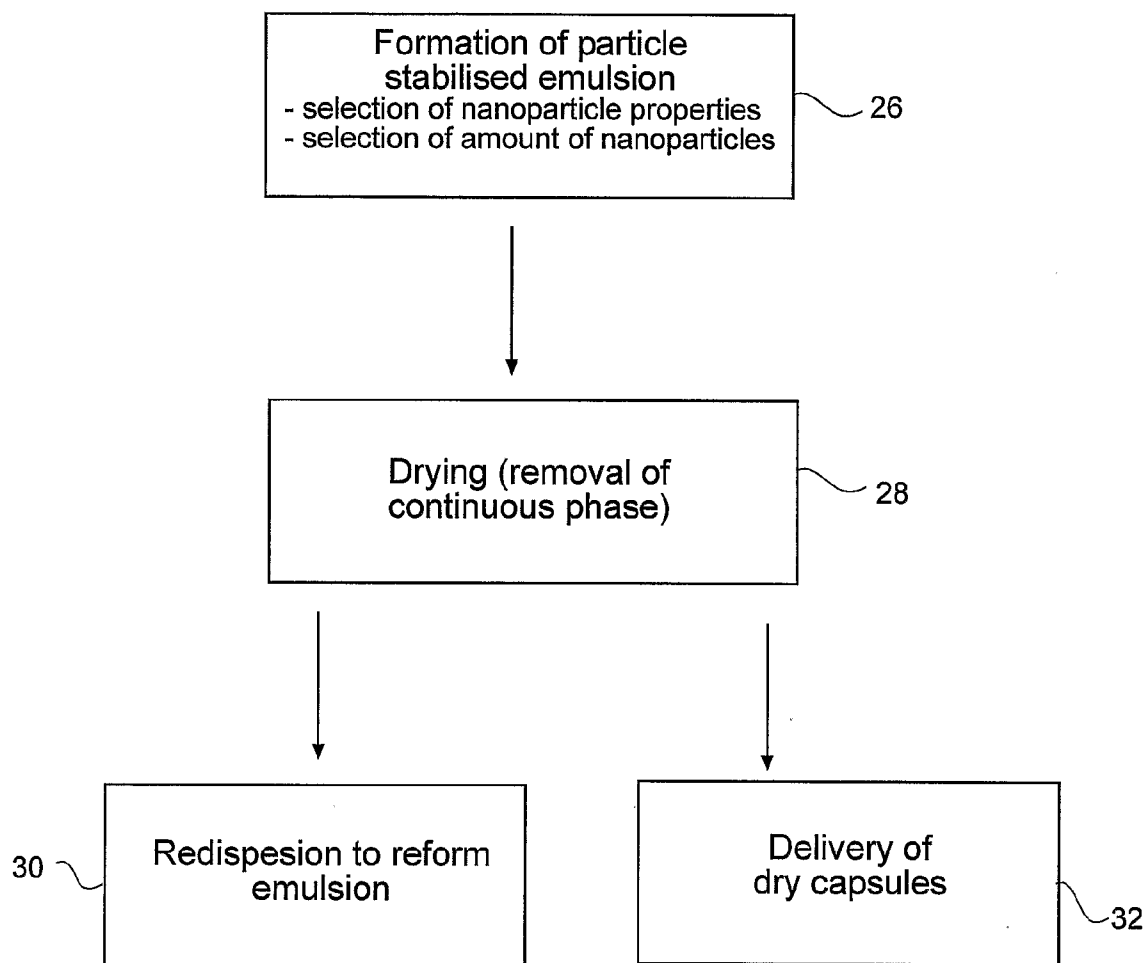 Formation of particle
stabilised emulsion
- selection of nanoparticle properties
- selection of amount of nanoparticles
26
Drying (removal of
continuous phase)
28
30
Redispesion to reform
emulsion
Delivery of
dry capsules
32